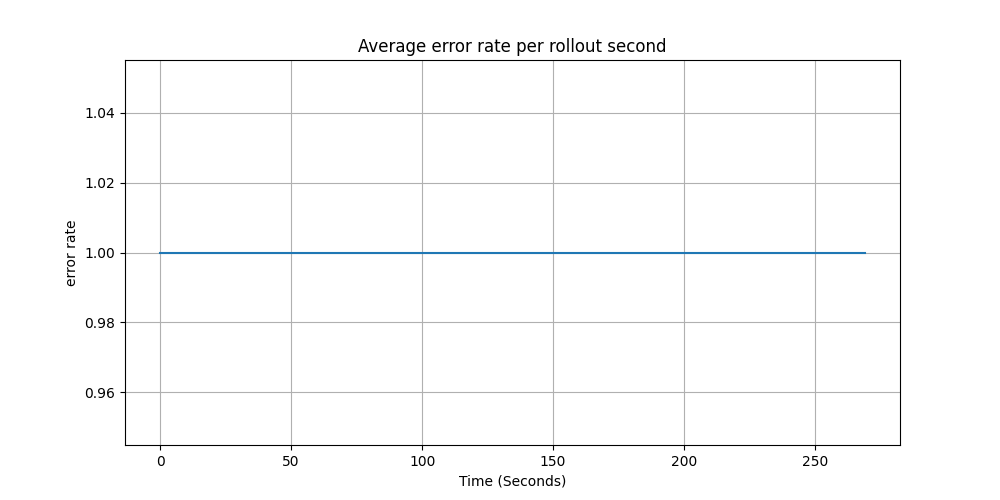 Average error rate per rollout second
1.04
1.02
1.00
0.98
0.96
error rate
0 50 100 150 200 250
Time (Seconds)